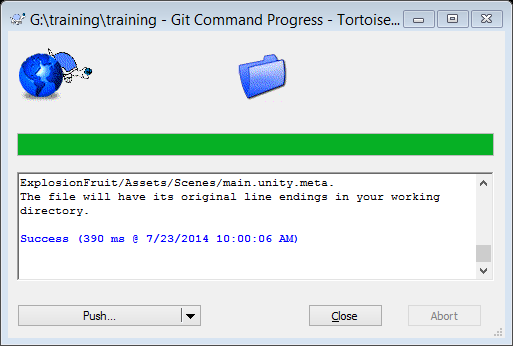 G:\training\training - Git Command Progress - Tortoise...
ExplosionFruit/Assets/Scenes/main.unity.meta.
The file will have its original line endings in your working
directory.
Success (390 ms @ 7/23/2014 10:00:06 AM)
Push...
Close
Abort